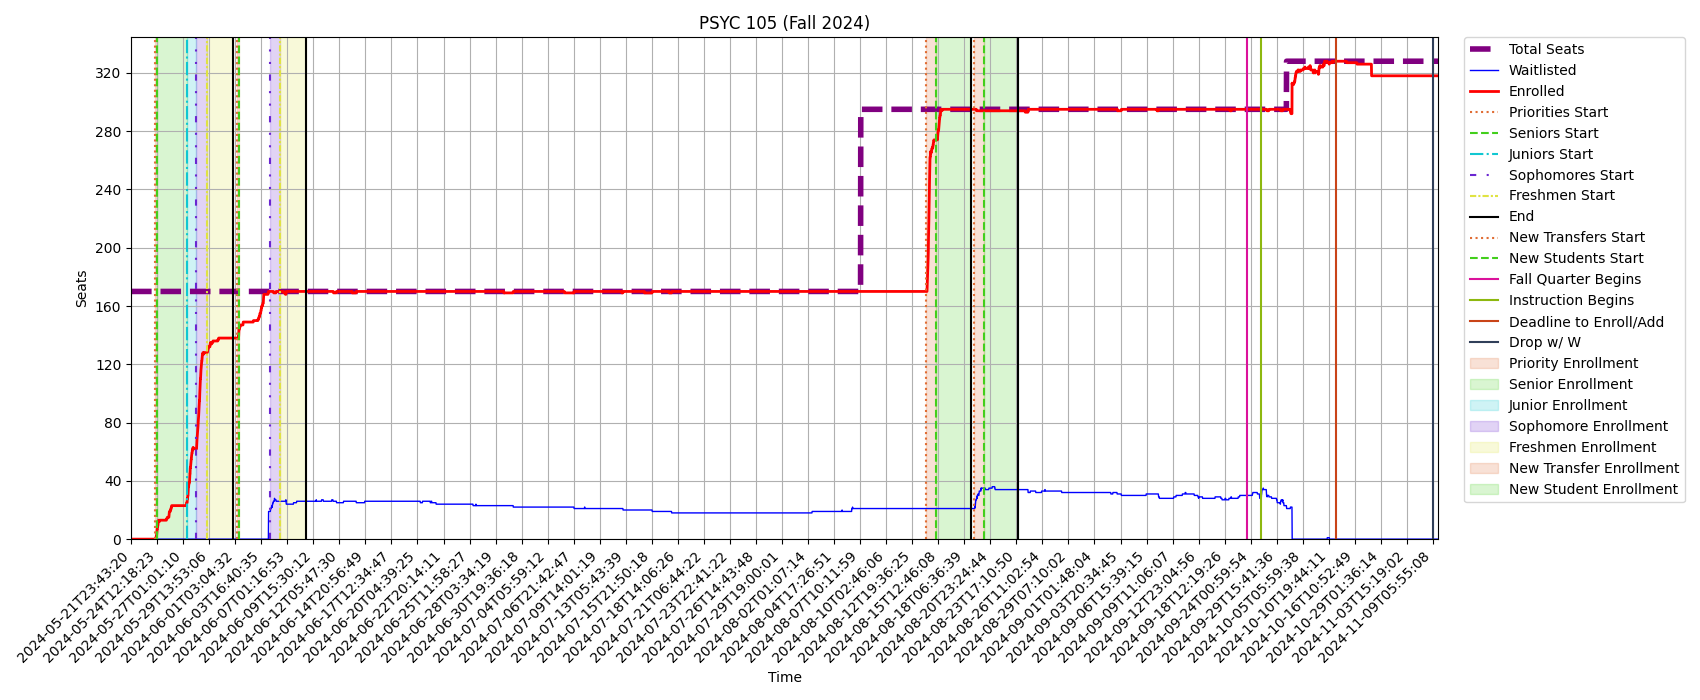 PSYC 105 (Fall 2024)
Seats
320
280
240
200
160
120
80
40
0
2024-05-21T23:43:20
2024-05-24T12:18:23
2024-05-27T01:01:10
2024-05-29T13:53:06
2024-06-01T03:04:32
2024-06-03T16:40:35
2024-06-07T01:16:53
2024-06-09T15:30:12
2024-06-12T05:47:30
2024-06-14T20:56:49
2024-06-17T12:34:47
2024-06-20T04:39:25
2024-06-22T20:14:11
2024-06-25T11:58:27
2024-06-28T03:34:19
2024-06-30T19:36:18
2024-07-04T04:59:12
2024-07-06T21:42:47
2024-07-09T14:01:19
2024-07-13T05:43:39
2024-07-15T21:50:18
2024-07-18T14:06:26
2024-07-21T06:44:22
2024-07-23T22:41:22
2024-07-26T14:43:48
2024-07-29T19:00:01
2024-08-02T01:07:14
2024-08-04T17:26:51
2024-08-07T10:11:59
2024-08-10T02:46:06
2024-08-12T19:36:25
2024-08-15T12:46:08
2024-08-18T06:36:39
2024-08-20T23:24:44
2024-08-23T17:10:50
2024-08-26T11:02:54
2024-08-29T07:10:02
2024-09-01T01:48:04
2024-09-03T20:34:45
2024-09-06T15:39:15
2024-09-09T11:06:07
2024-09-12T23:04:56
2024-09-18T12:19:26
2024-09-24T00:59:54
2024-09-29T15:41:36
2024-10-05T05:59:38
2024-10-10T19:44:11
2024-10-16T10:52:49
2024-10-29T01:36:14
2024-11-03T15:19:02
2024-11-09T05:55:08
Time
Total Seats
Waitlisted
Enrolled
Priorities Start
Seniors Start
Juniors Start
Sophomores Start
Freshmen Start
End
New Transfers Start
New Students Start
Fall Quarter Begins
Instruction Begins
Deadline to Enroll/Add
Drop w/ W
Priority Enrollment
Senior Enrollment
Junior Enrollment
Sophomore Enrollment
Freshmen Enrollment
New Transfer Enrollment
New Student Enrollment